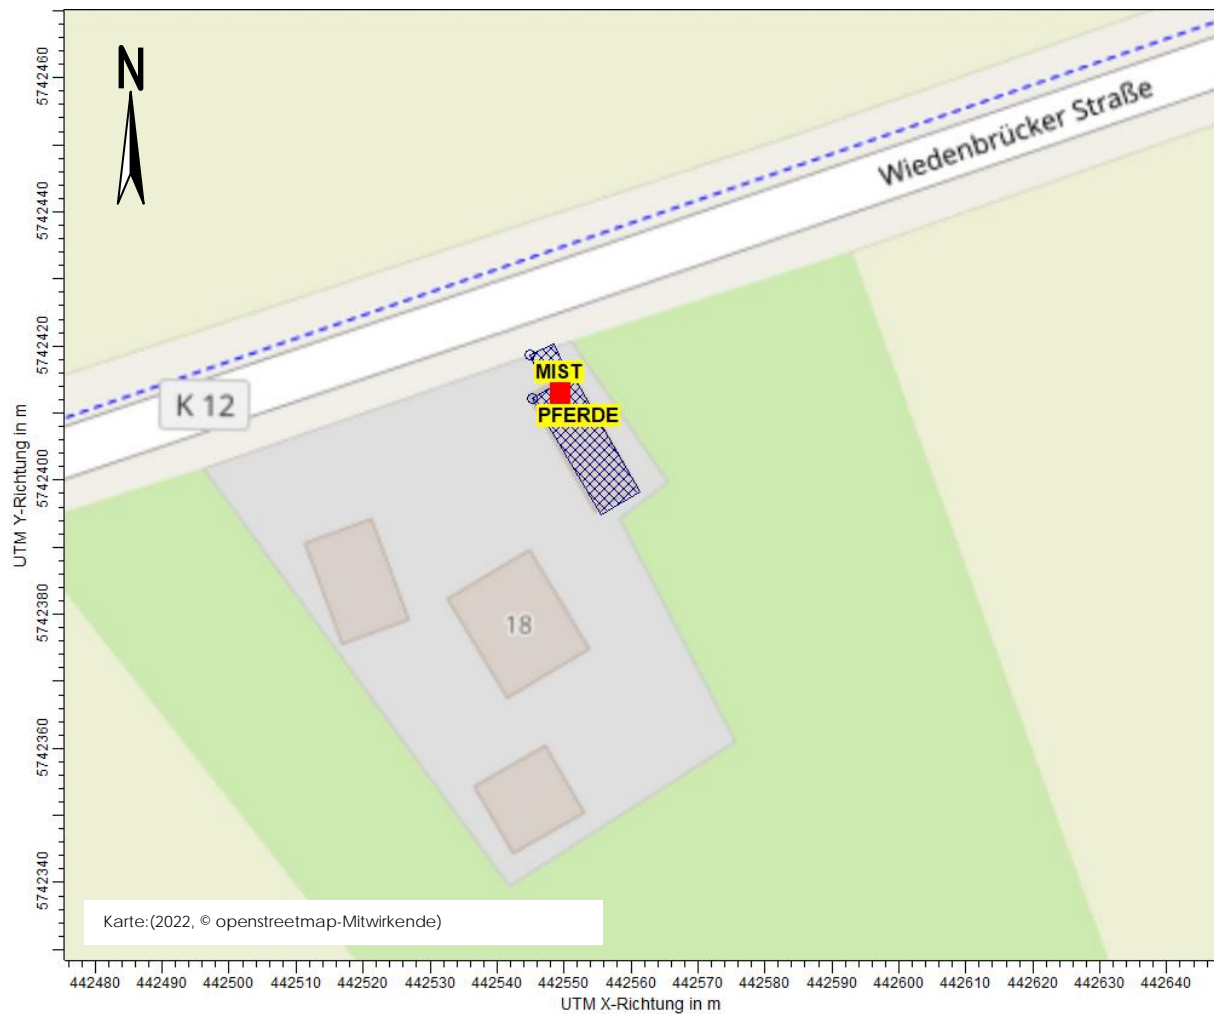 N
Wiedenbrücker Straße
K 12
MIST
PFERDE
18
UTM Y-Richtung in m
5742460
5742440
5742420
5742400
5742380
5742360
5742340
Karte:(2022, © openstreetmap-Mitwirkende)
442480 442490 442500 442510 442520 442530 442540 442550 442560 442570 442580 442590 442600 442610 442620 442630 442640
UTM X-Richtung in m